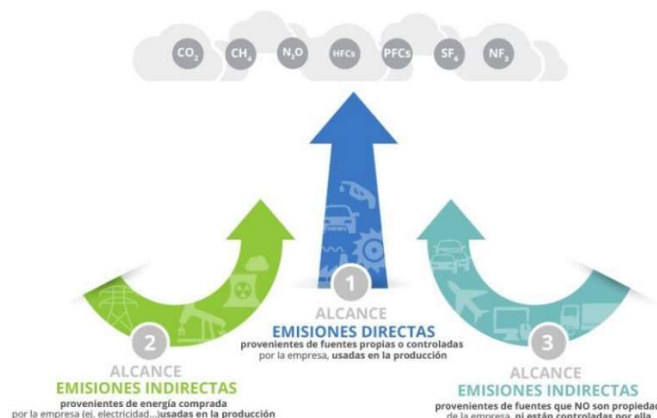 CO₂ CH₄ N₂O HFCs PFCs SF₆ NF₃
1
ALCANCE
EMISIONES DIRECTAS
provenientes de fuentes propias o controladas
por la empresa, usadas en la producción
2
ALCANCE
EMISIONES INDIRECTAS
provenientes de energía comprada
por la empresa (ej. electricidad...)usadas en la producción
3
ALCANCE
EMISIONES INDIRECTAS
provenientes de fuentes que NO son propiedad
de la empresa, ni están controladas por ella